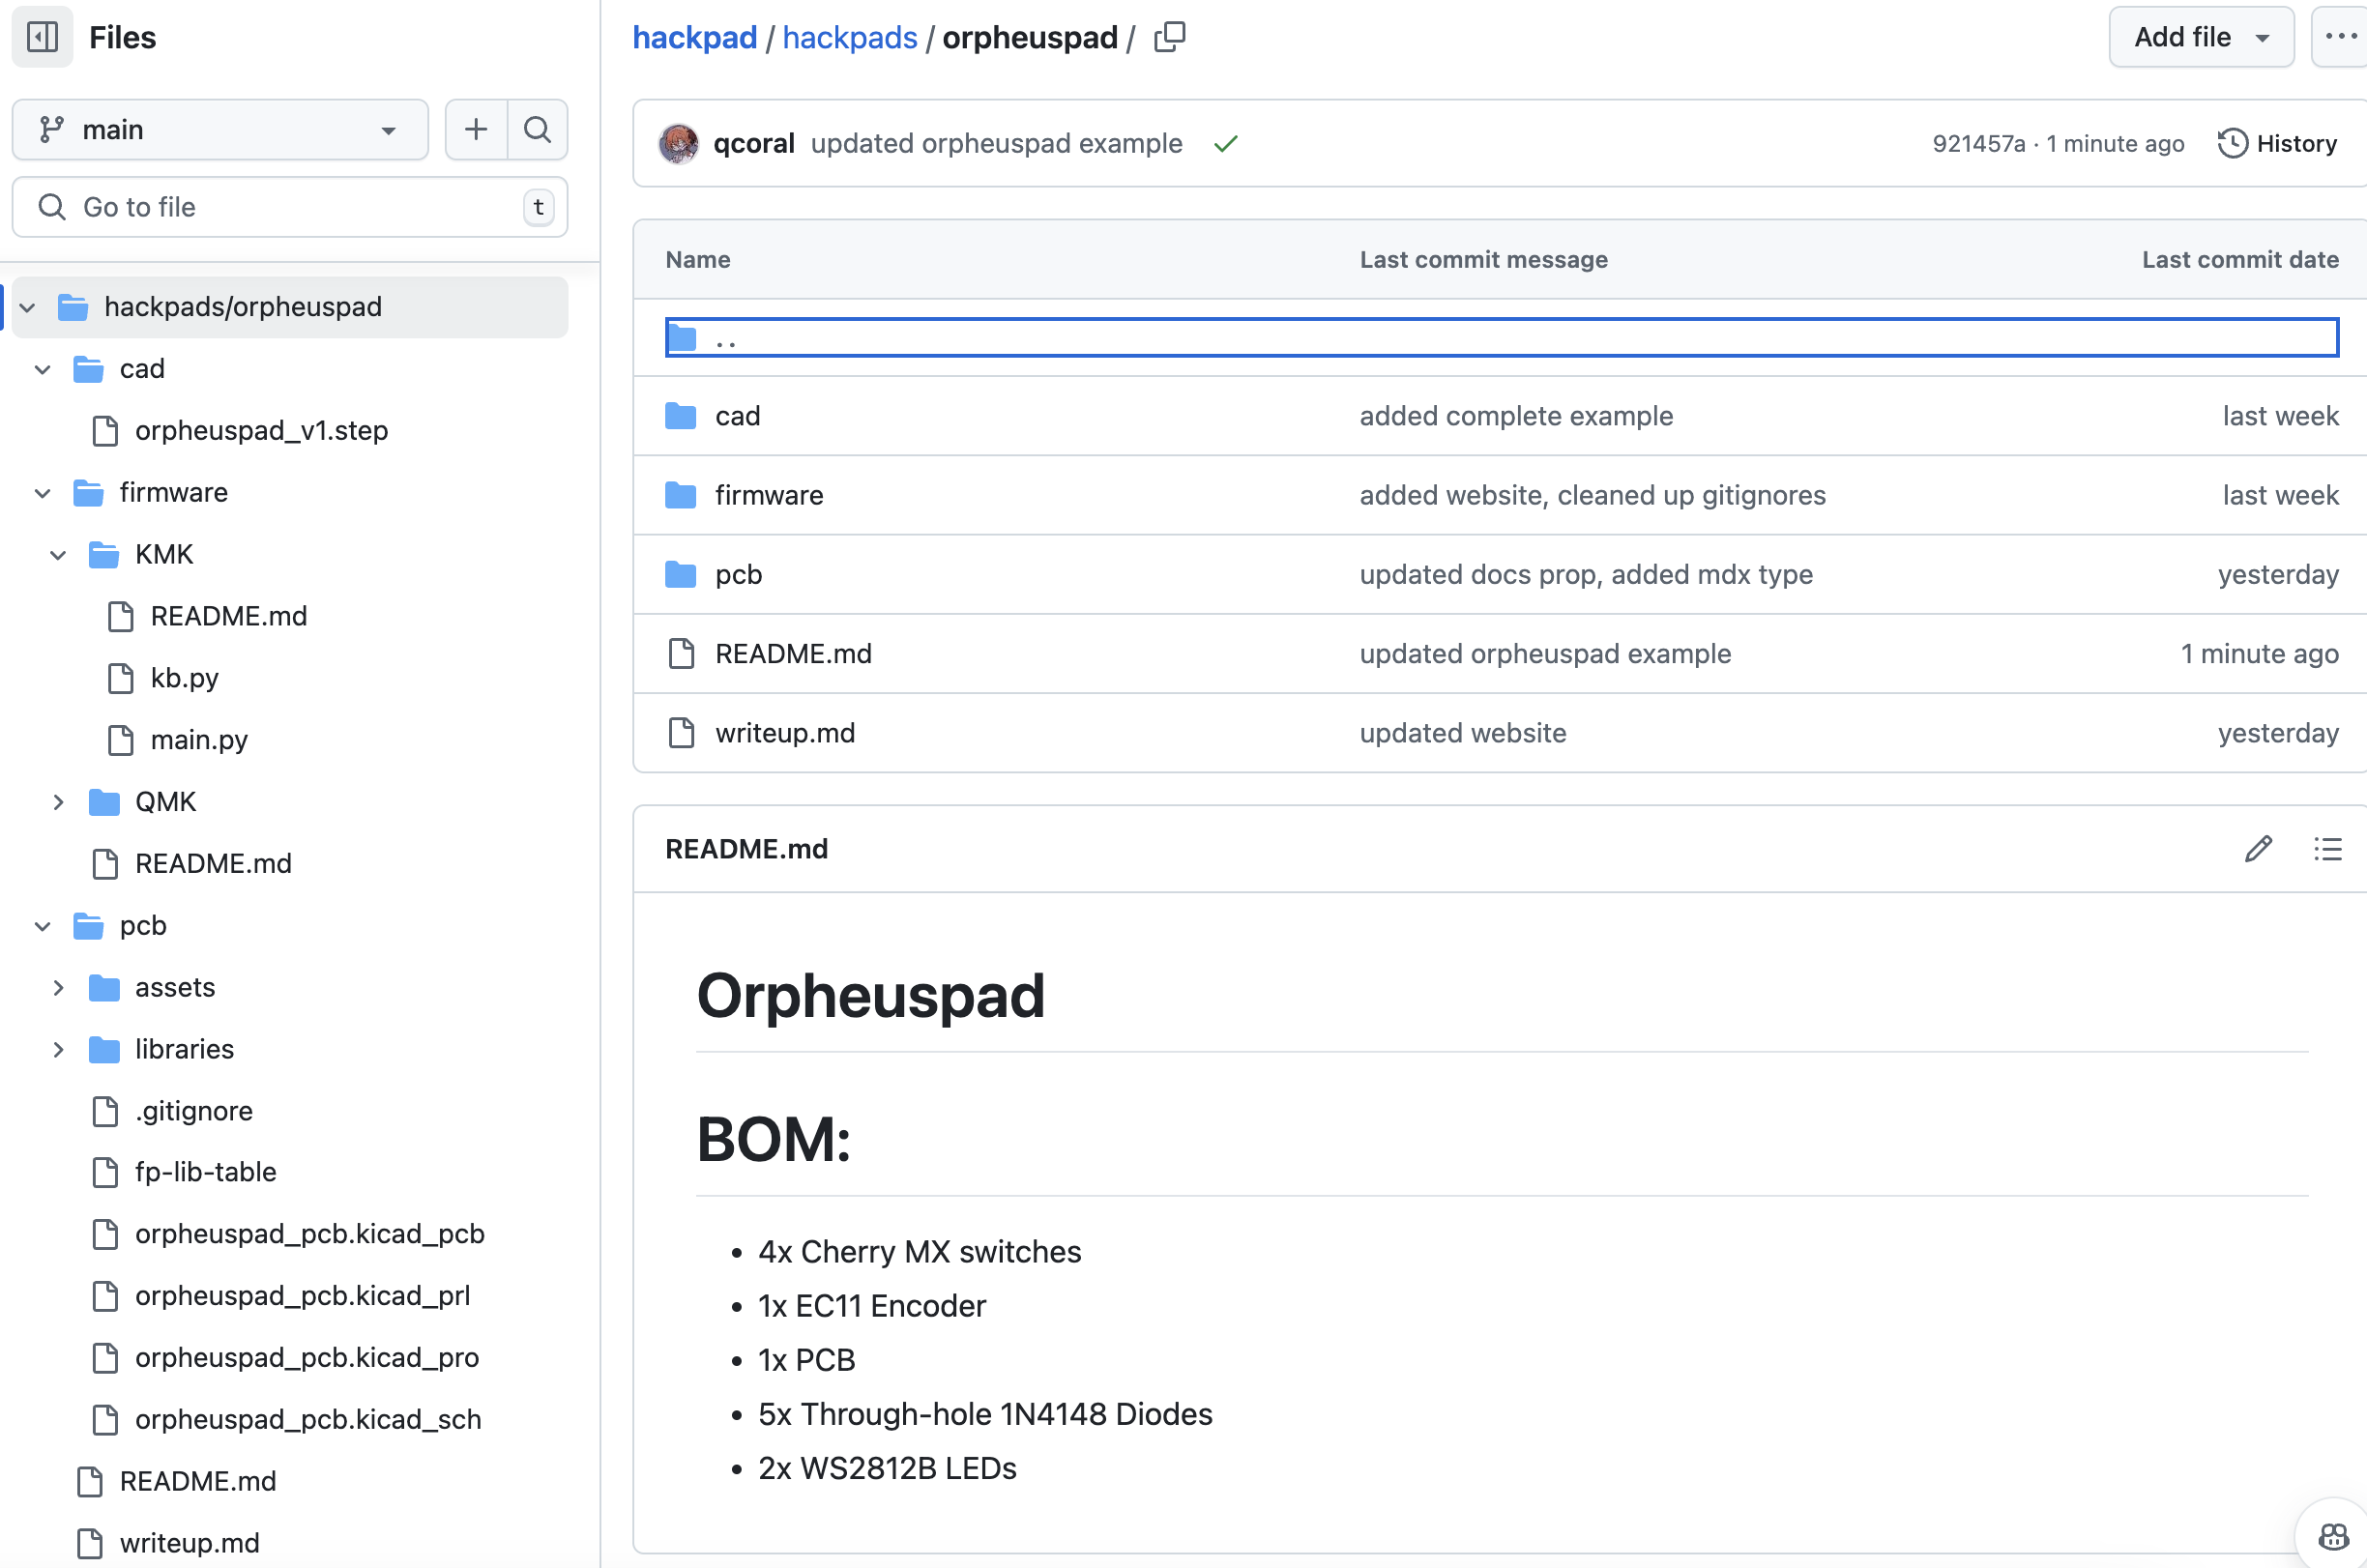 Files
main
Go to file
t
hackpads/orpheuspad
cad
orpheuspad_v1.step
firmware
KMK
README.md
kb.py
main.py
QMK
README.md
pcb
assets
libraries
.gitignore
fp-lib-table
orpheuspad_pcb.kicad_pcb
orpheuspad_pcb.kicad_prl
orpheuspad_pcb.kicad_pro
orpheuspad_pcb.kicad_sch
README.md
writeup.md
hackpad / hackpads / orpheuspad /
Add file
qcoral updated orpheuspad example
921457a · 1 minute ago History
Name Last commit message Last commit date
..
cad added complete example last week
firmware added website, cleaned up gitignores last week
pcb updated docs prop, added mdx type yesterday
README.md updated orpheuspad example 1 minute ago
writeup.md updated website yesterday
README.md
Orpheuspad
BOM:
• 4x Cherry MX switches
• 1x EC11 Encoder
• 1x PCB
• 5x Through-hole 1N4148 Diodes
• 2x WS2812B LEDs